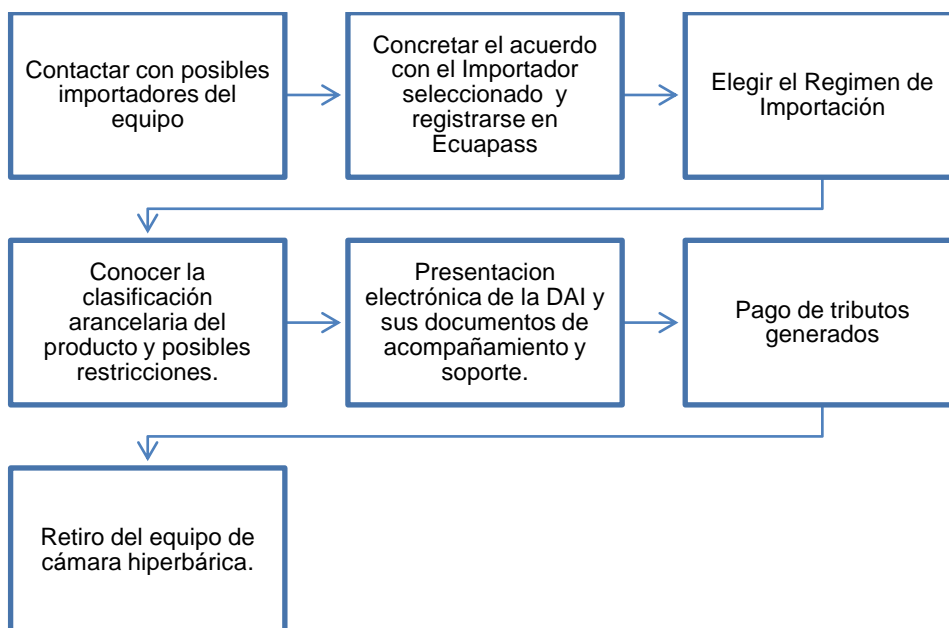 Contactar con posibles
importadores del
equipo
Concretar el acuerdo
con el Importador
seleccionado y
registrarse en
Ecuapass
Elegir el Regimen de
Importación
Conocer la
clasificación
arancelaria del
producto y posibles
restricciones.
Presentacion
electrónica de la DAI y
sus documentos de
acompañamiento y
soporte.
Pago de tributos
generados
Retiro del equipo de
cámara hiperbárica.